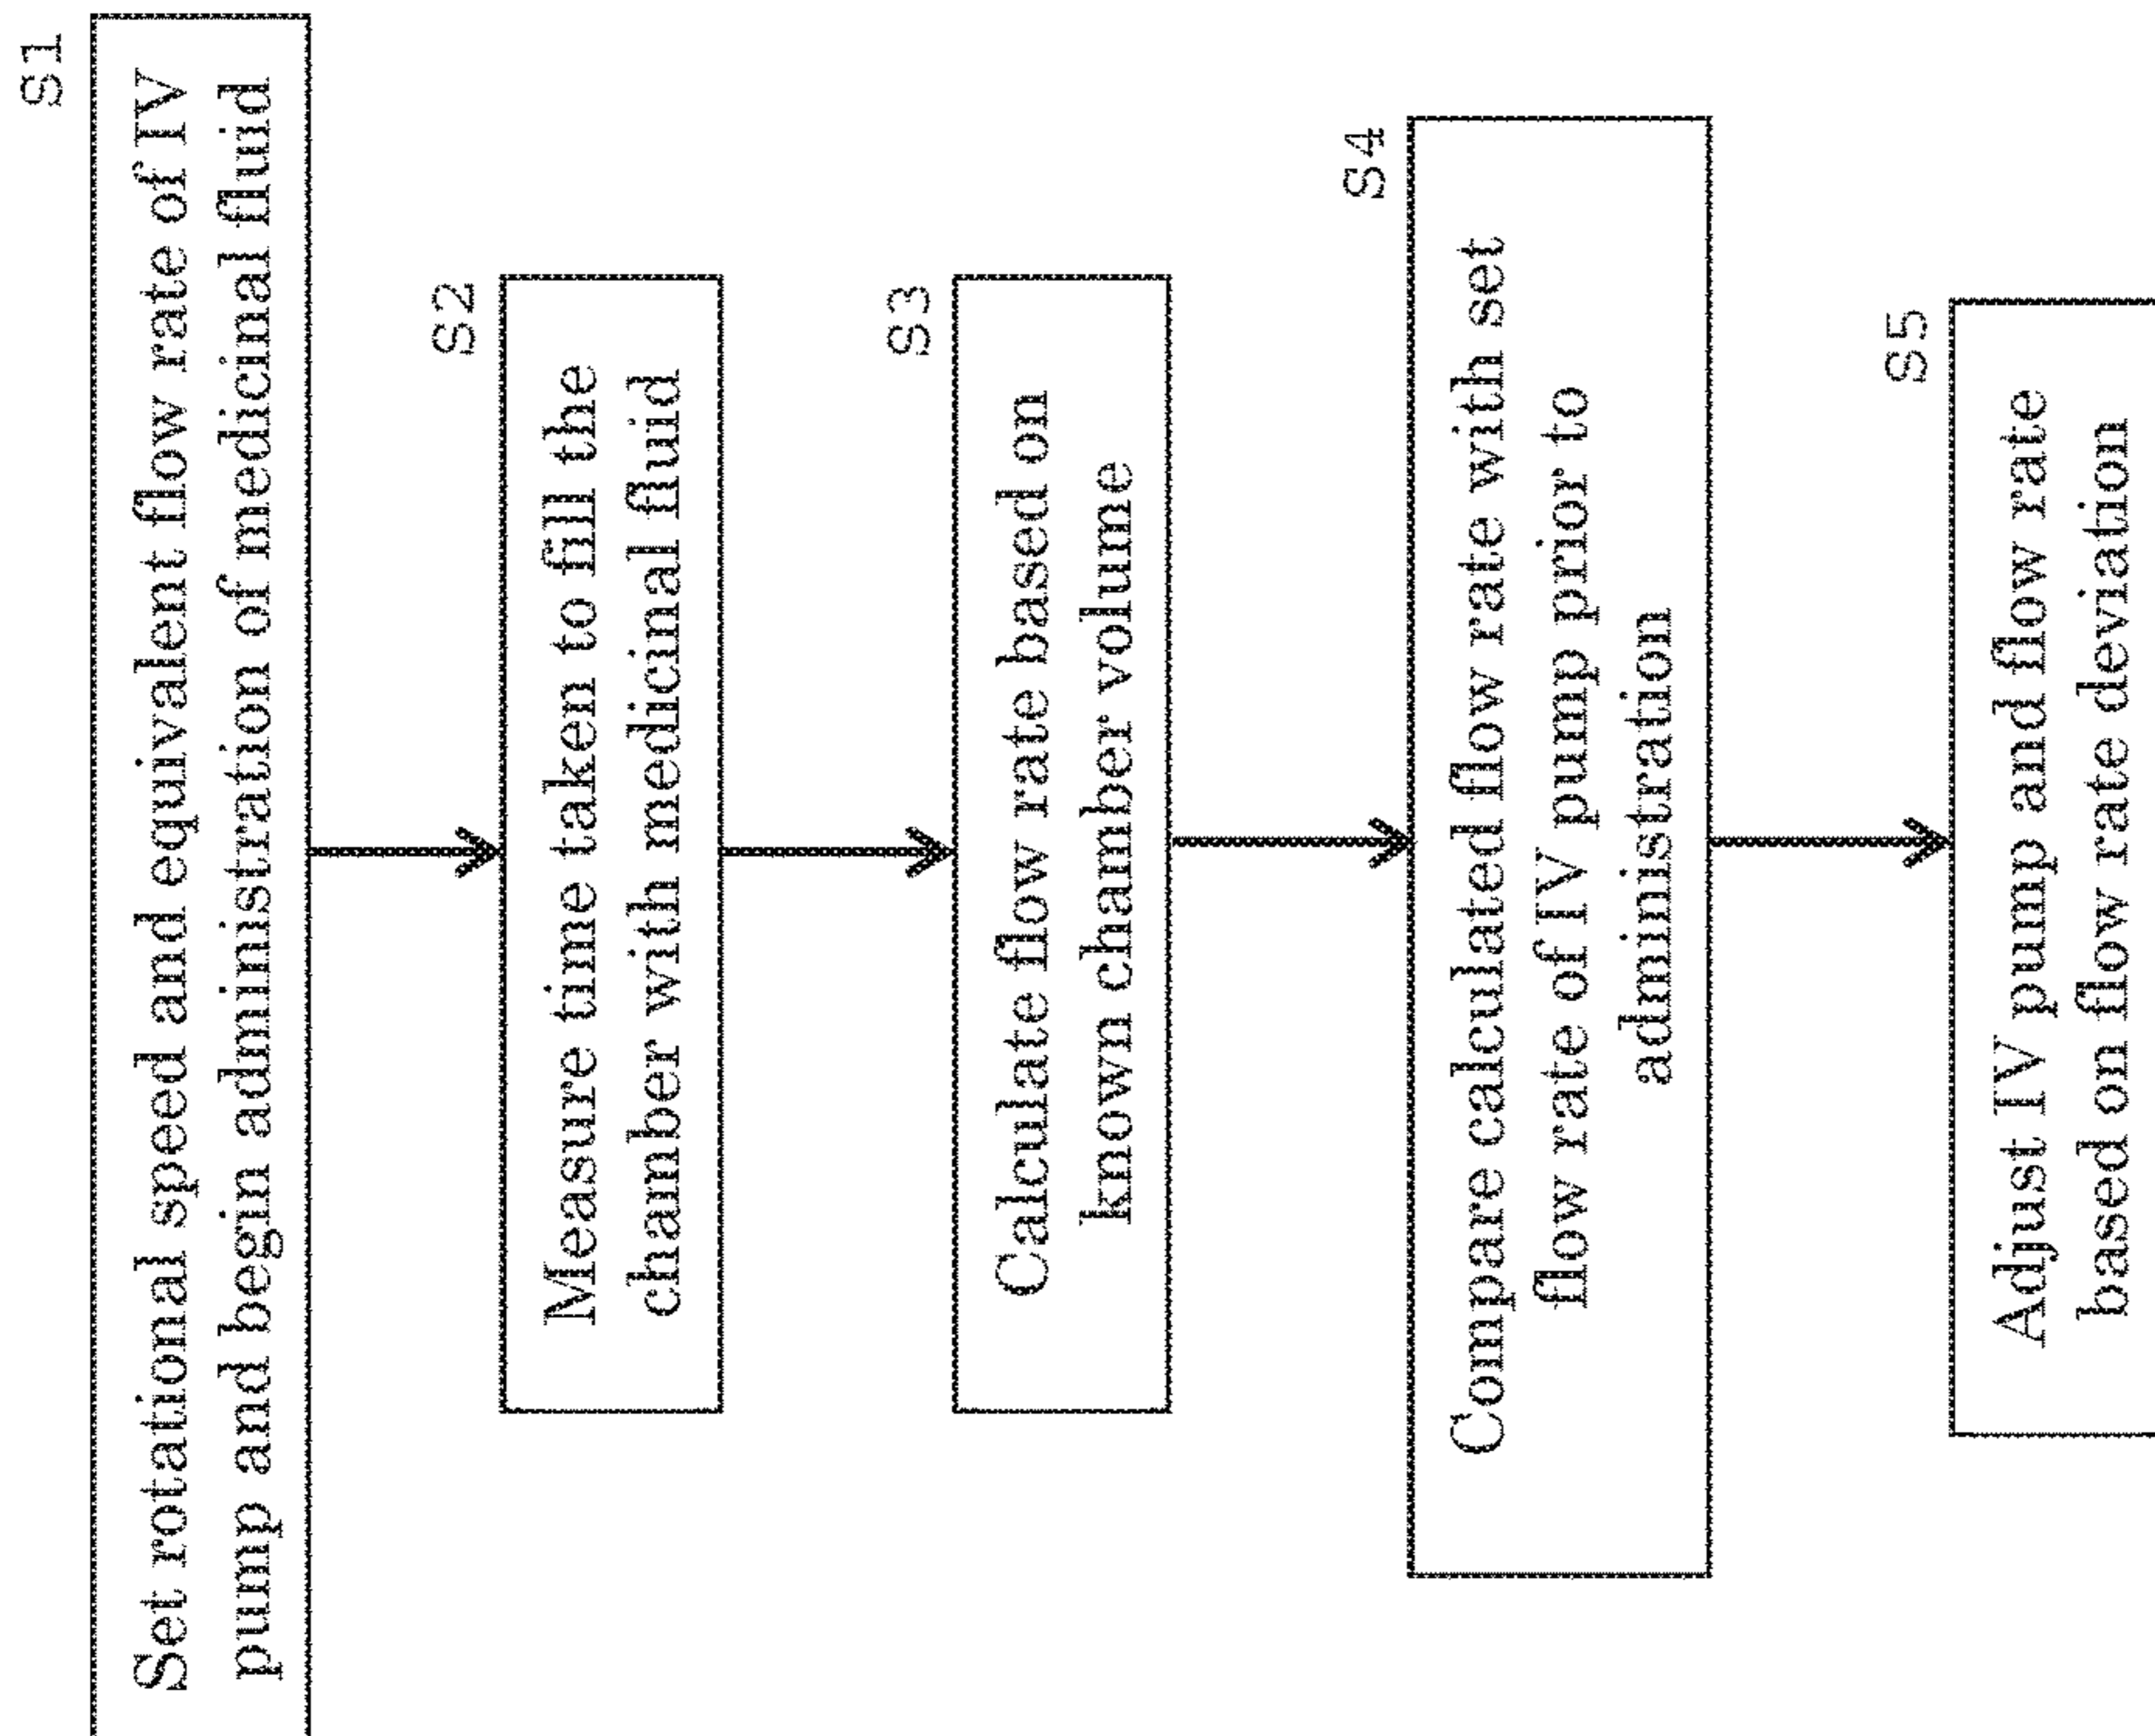 S1
Set rotational speed and equivalent flow rate of IV
pump and begin administration of medicinal fluid
S2
Measure time taken to fill the
chamber with medicinal fluid
S3
Calculate flow rate based on
known chamber volume
S4
Compare calculated flow rate with set
flow rate of IV pump prior to
administration
S5
Adjust IV pump and flow rate
based on flow rate deviation